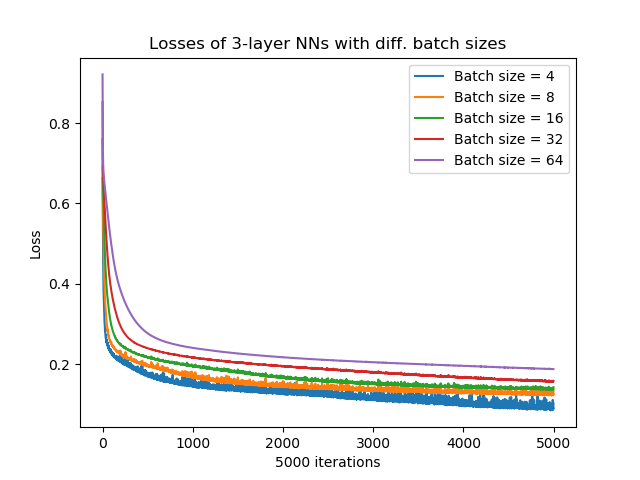 Losses of 3-layer NNs with diff. batch sizes
Batch size = 4
Batch size = 8
Batch size = 16
Batch size = 32
Batch size = 64
Loss
0.8
0.6
0.4
0.2
0 1000 2000 3000 4000 5000
5000 iterations